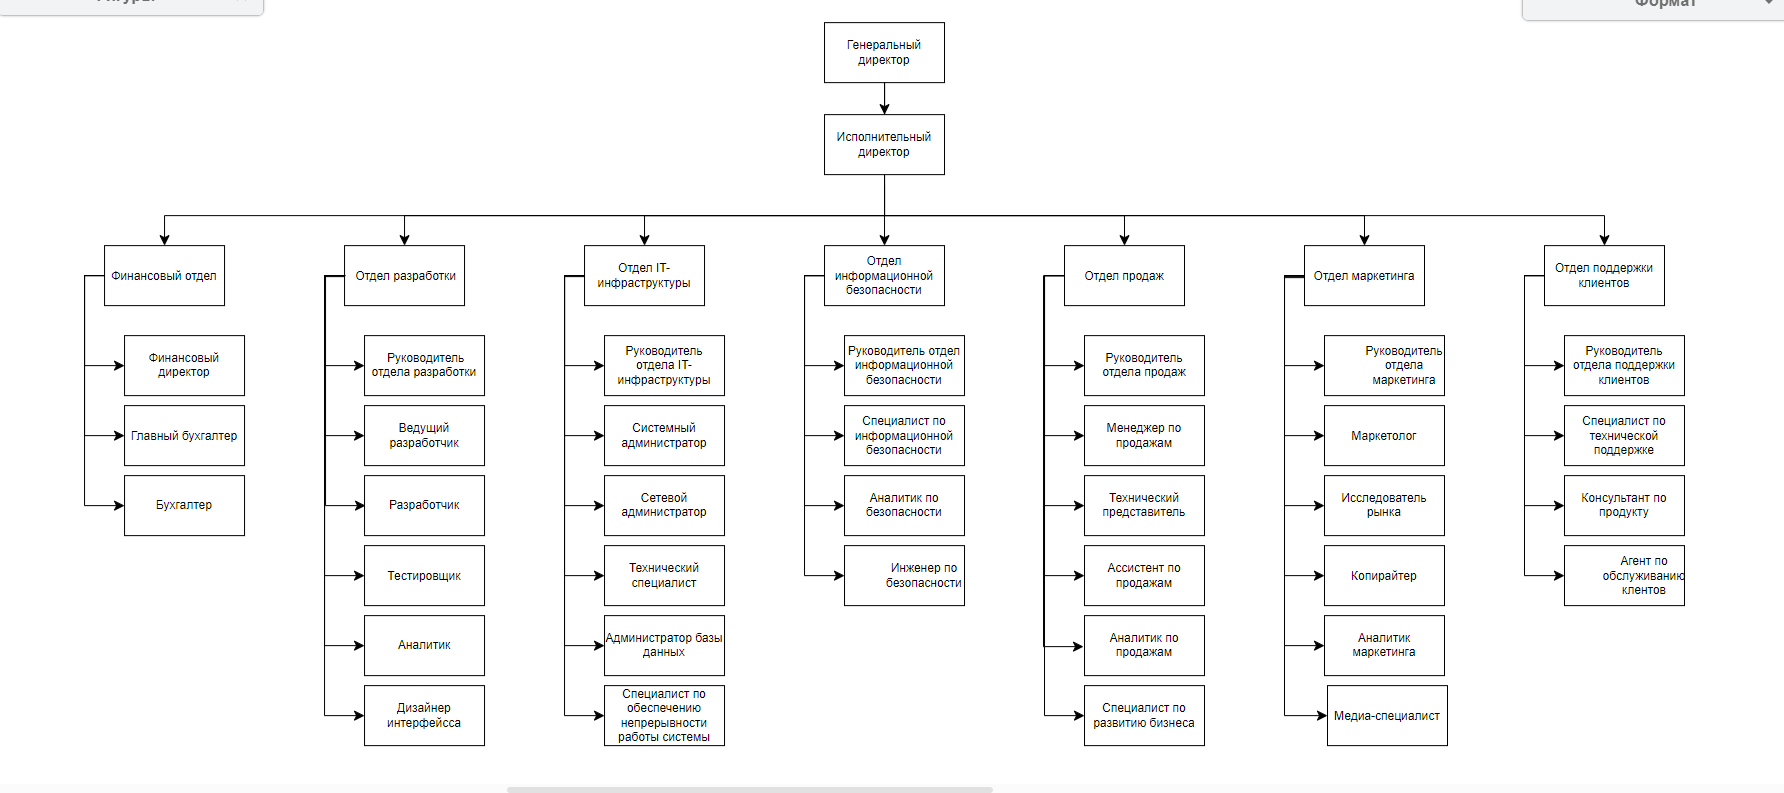 Фигуры
Формат
Генеральный
директор
Исполнительный
директор
Финансовый отдел
Отдел разработки
Отдел IT-
инфраструктуры
Отдел
информационной
безопасности
Отдел продаж
Отдел маркетинга
Отдел поддержки
клиентов
Финансовый
директор
Главный бухгалтер
Бухгалтер
Руководитель
отдела разработки
Ведущий
разработчик
Разработчик
Тестировщик
Аналитик
Дизайнер
интерфейсса
Руководитель
отдела IT-
инфраструктуры
Системный
администратор
Сетевой
администратор
Технический
специалист
Администратор базы
данных
Специалист по
обеспечению
непрерывности
работы системы
Руководитель отдел
информационной
безопасности
Специалист по
информационной
безопасности
Аналитик по
безопасности
Инженер по
безопасности
Руководитель
отдела продаж
Менеджер по
продажам
Технический
представитель
Ассистент по
продажам
Аналитик по
продажам
Специалист по
развитию бизнеса
Руководитель
отдела
маркетинга
Маркетолог
Исследователь
рынка
Копирайтер
Аналитик
маркетинга
Медиа-специалист
Руководитель
отдела поддержки
клиентов
Специалист по
технической
поддержке
Консультант по
продукту
Агент по
обслуживанию
клентов